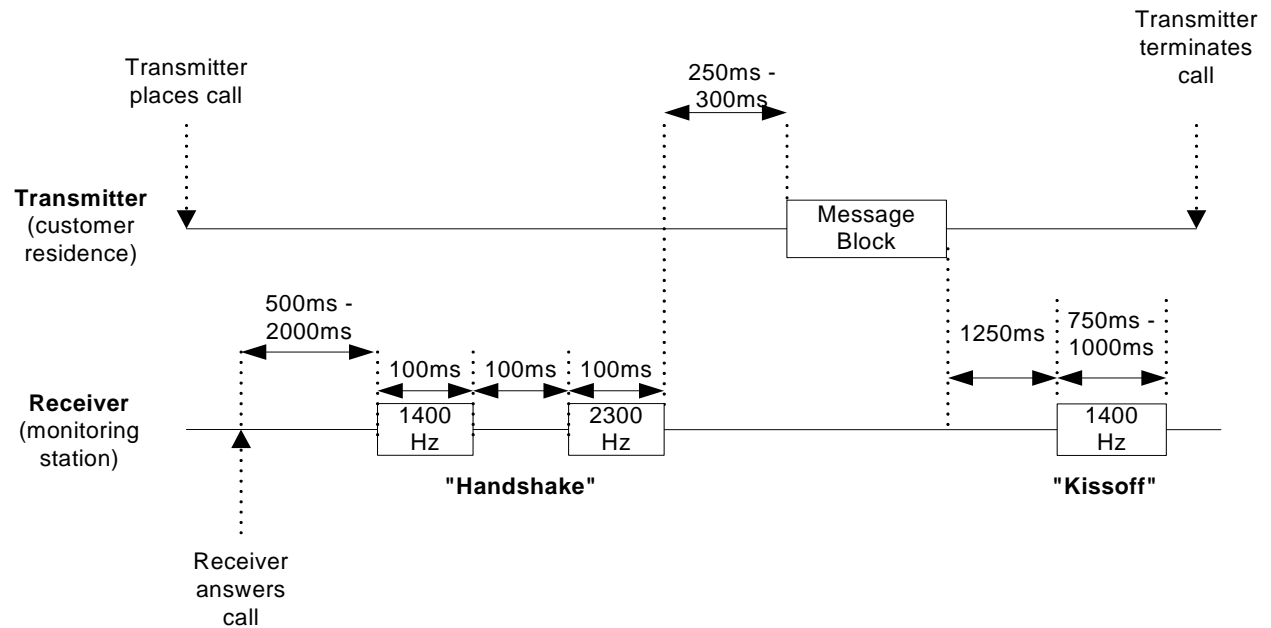 Transmitter
terminates
call
Transmitter
places call
250ms -
300ms
Transmitter
(customer
residence)
Message
Block
500ms -
2000ms
100ms
100ms
100ms
1250ms
750ms -
1000ms
Receiver
(monitoring
station)
1400
Hz
2300
Hz
1400
Hz
"Handshake"
"Kissoff"
Receiver
answers
call